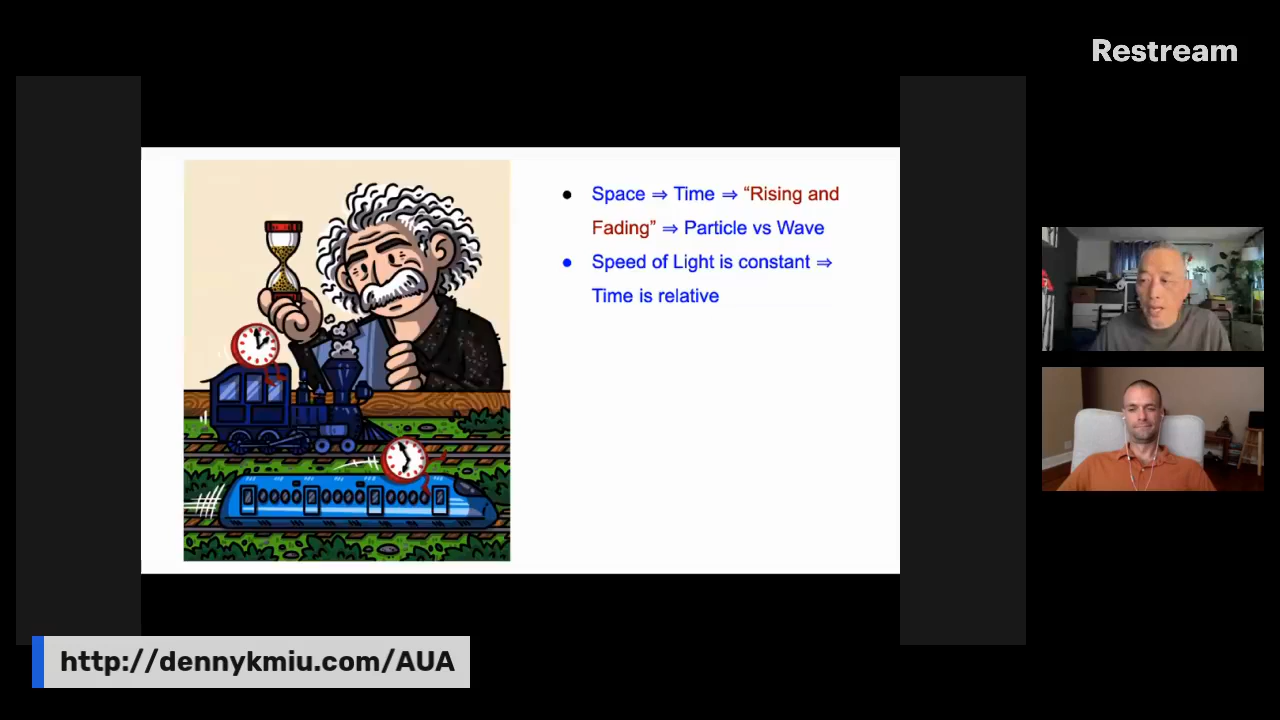 Restream
Space ⇒ Time ⇒ “Rising and
Fading” ⇒ Particle vs Wave
Speed of Light is constant ⇒
Time is relative
http://dennykmiu.com/AUA